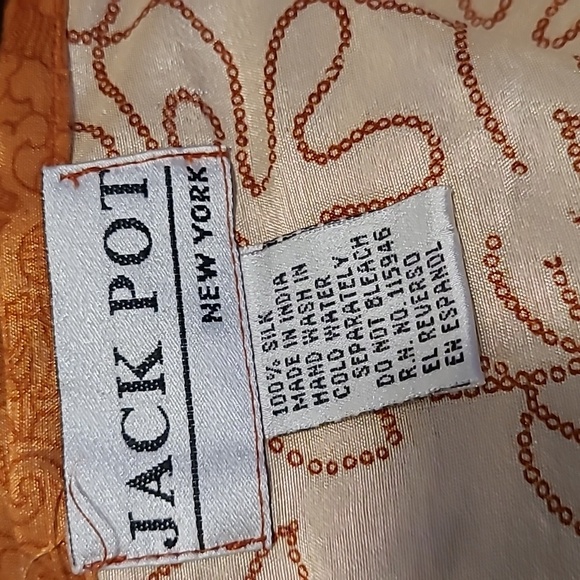 JACK POT
NEW YORK
100% SILK
MADE IN INDIA
HAND WASH IN
COLD WATER
SEPARATELY
DO NOT BLEACH
R.N. NO. 115946
EL REVERSO
EN ESPANOL